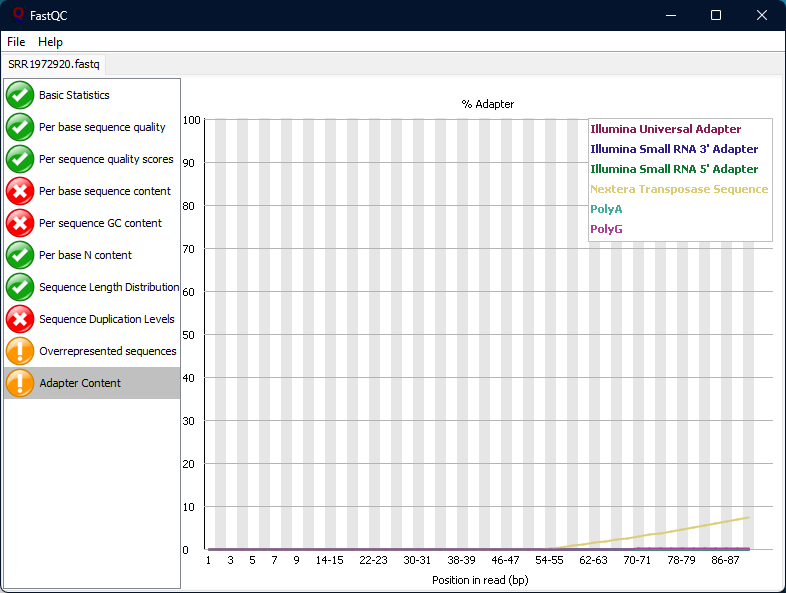 FastQC
File Help
SRR1972920.fastq
Basic Statistics
Per base sequence quality
Per sequence quality scores
Per base sequence content
Per sequence GC content
Per base N content
Sequence Length Distribution
Sequence Duplication Levels
Overrepresented sequences
Adapter Content
% Adapter
Illumina Universal Adapter
Illumina Small RNA 3' Adapter
Illumina Small RNA 5' Adapter
Nextera Transposase Sequence
PolyA
PolyG
100
90
80
70
60
50
40
30
20
10
0
1 3 5 7 9 14-15 22-23 30-31 38-39 46-47 54-55 62-63 70-71 78-79 86-87
Position in read (bp)